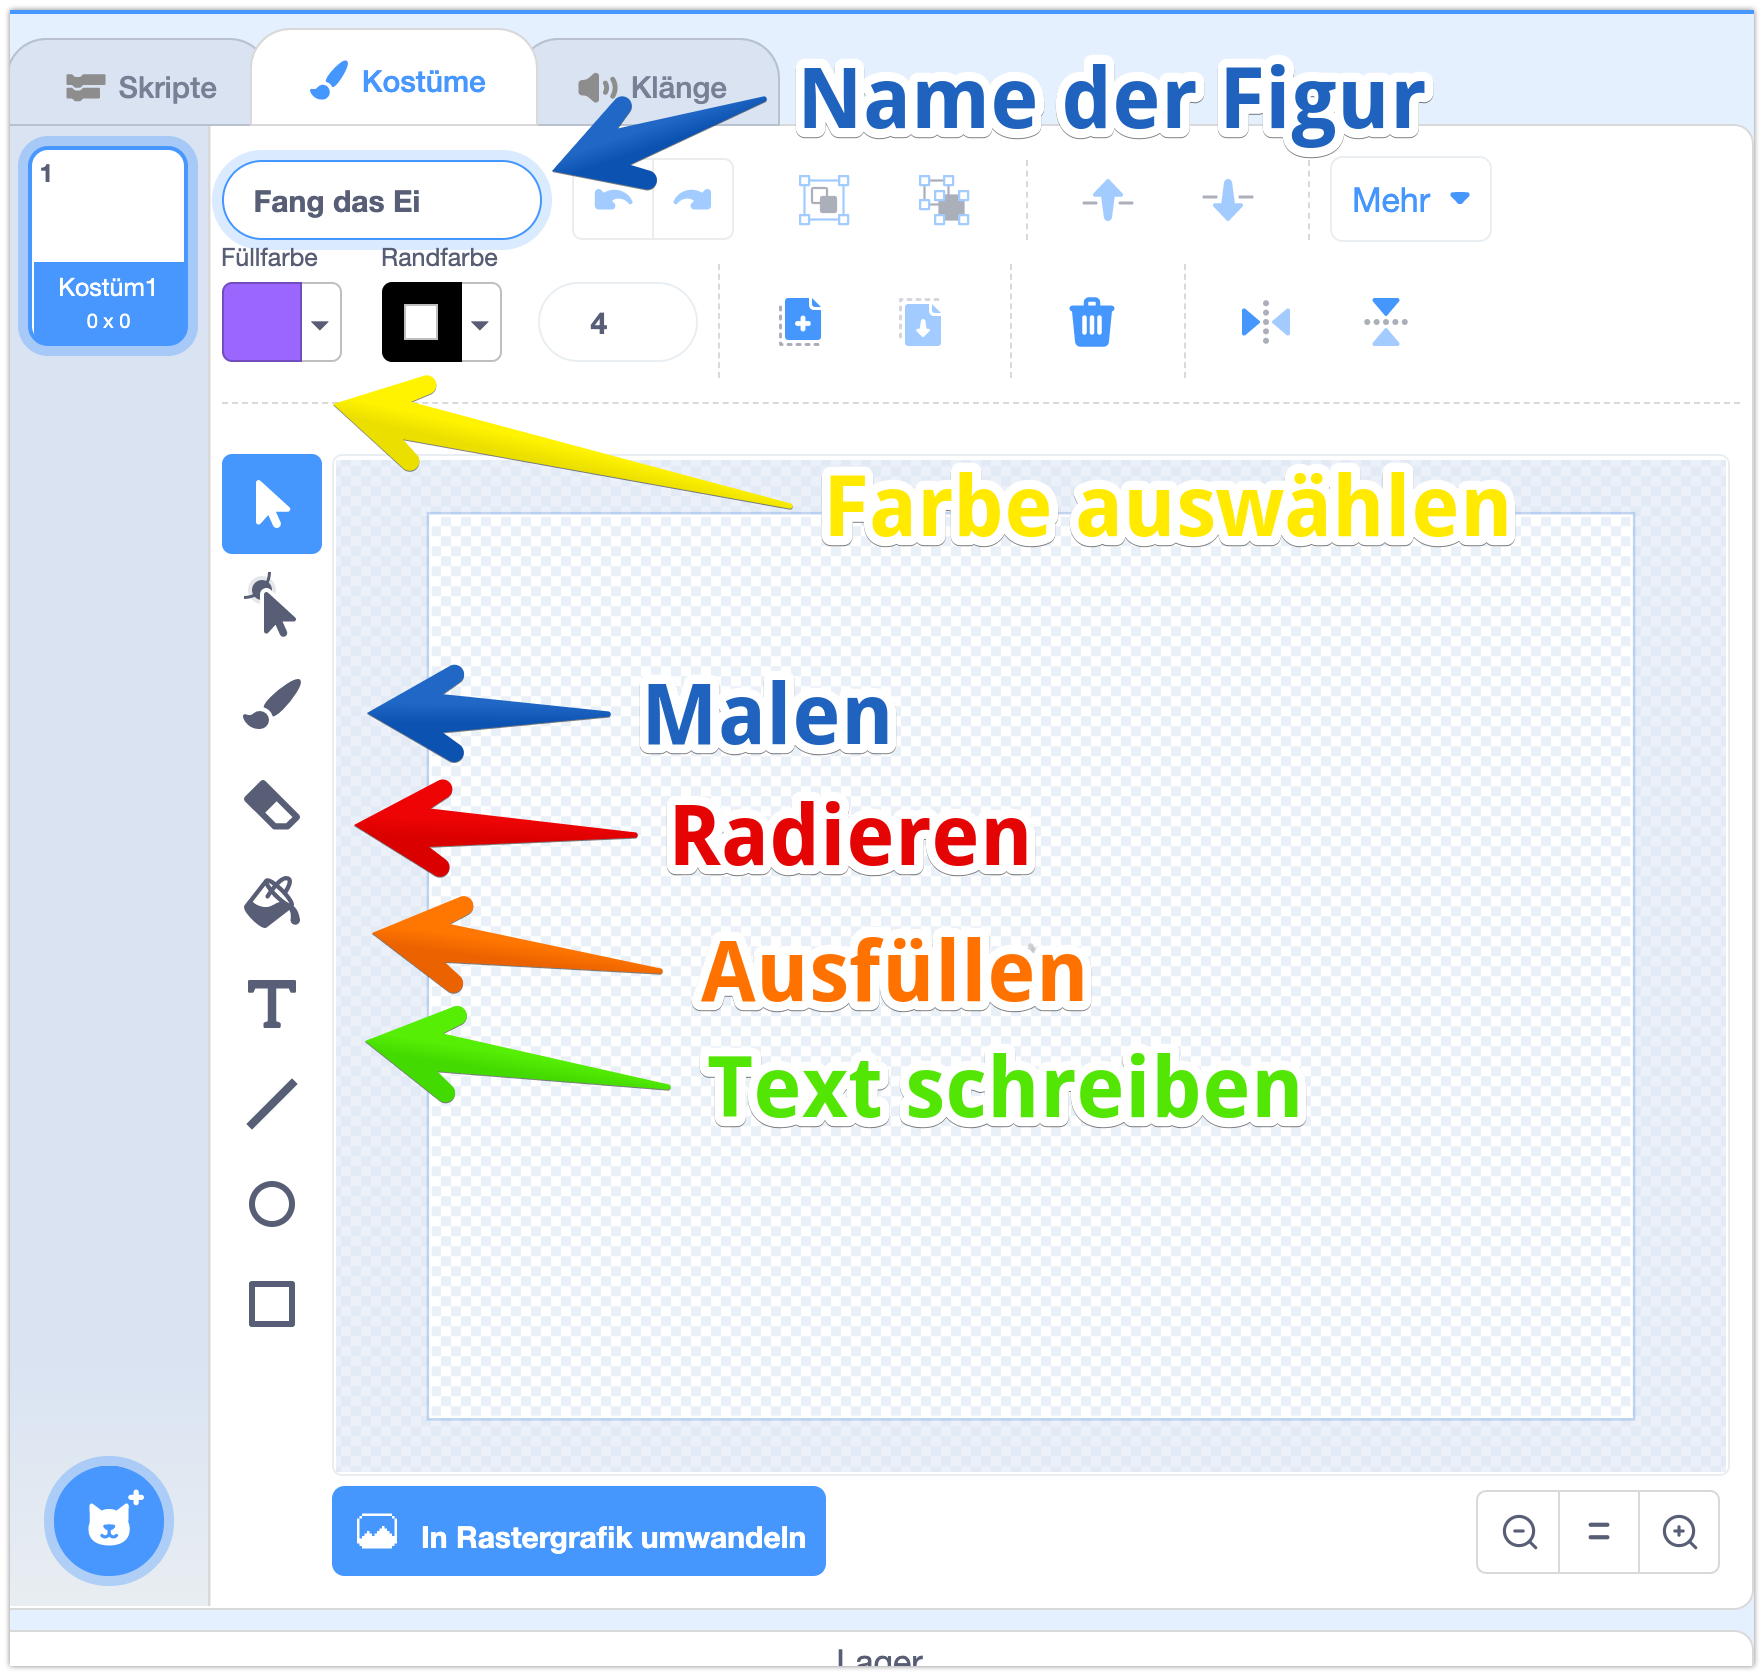 Skripte
Kostüme
Klänge
Name der Figur
1
Fang das Ei
Mehr
Füllfarbe
Randfarbe
Kostüm1
0 x 0
4
Farbe auswählen
Malen
Radieren
Ausfüllen
T
Text schreiben
In Rastergrafik umwandeln
=
Lager